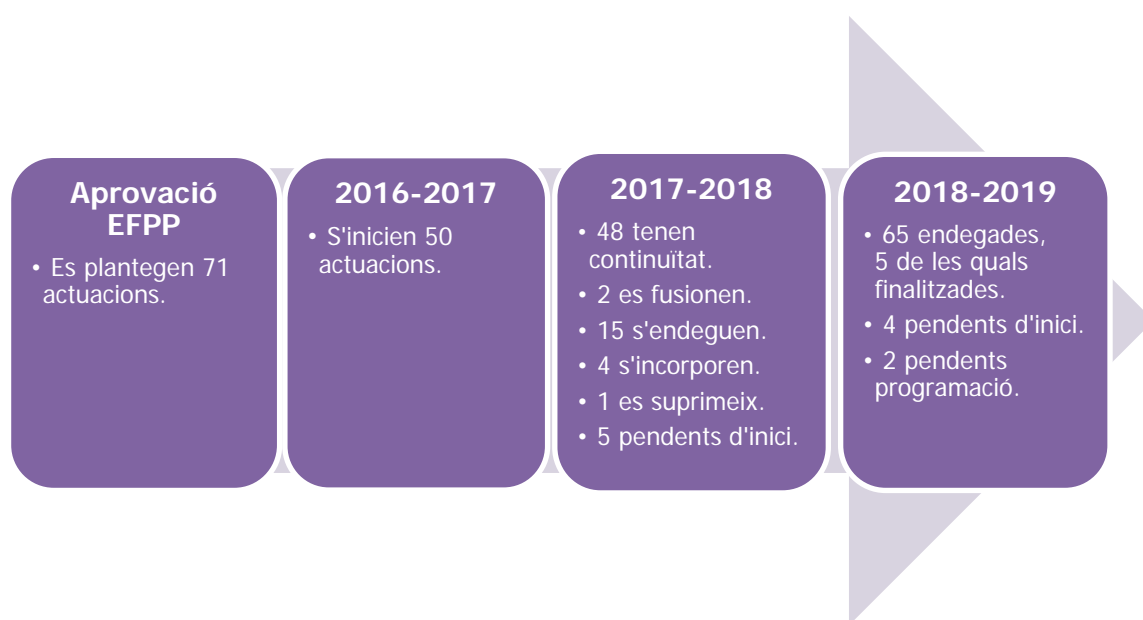 Aprovació
EFPP
• Es plantegen 71
actuacions.
2016-2017
• S'inicien 50
actuacions.
2017-2018
• 48 tenen
continuïtat.
• 2 es fusionen.
• 15 s'endeguen.
• 4 s'incorporen.
• 1 es suprimeix.
• 5 pendents d'inici.
2018-2019
• 65 endegades,
5 de les quals
finalitzades.
• 4 pendents d'inici.
• 2 pendents
programació.